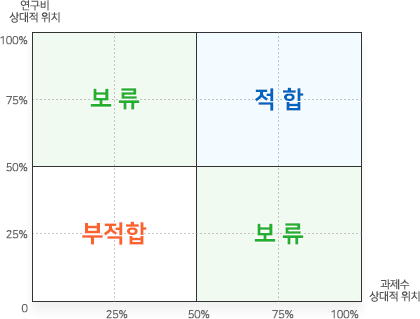 연구비
상대적 위치
100%
보 류
적 합
75%
50%
부적합
보 류
25%
과제수
상대적 위치
0
25%
50%
75%
100%